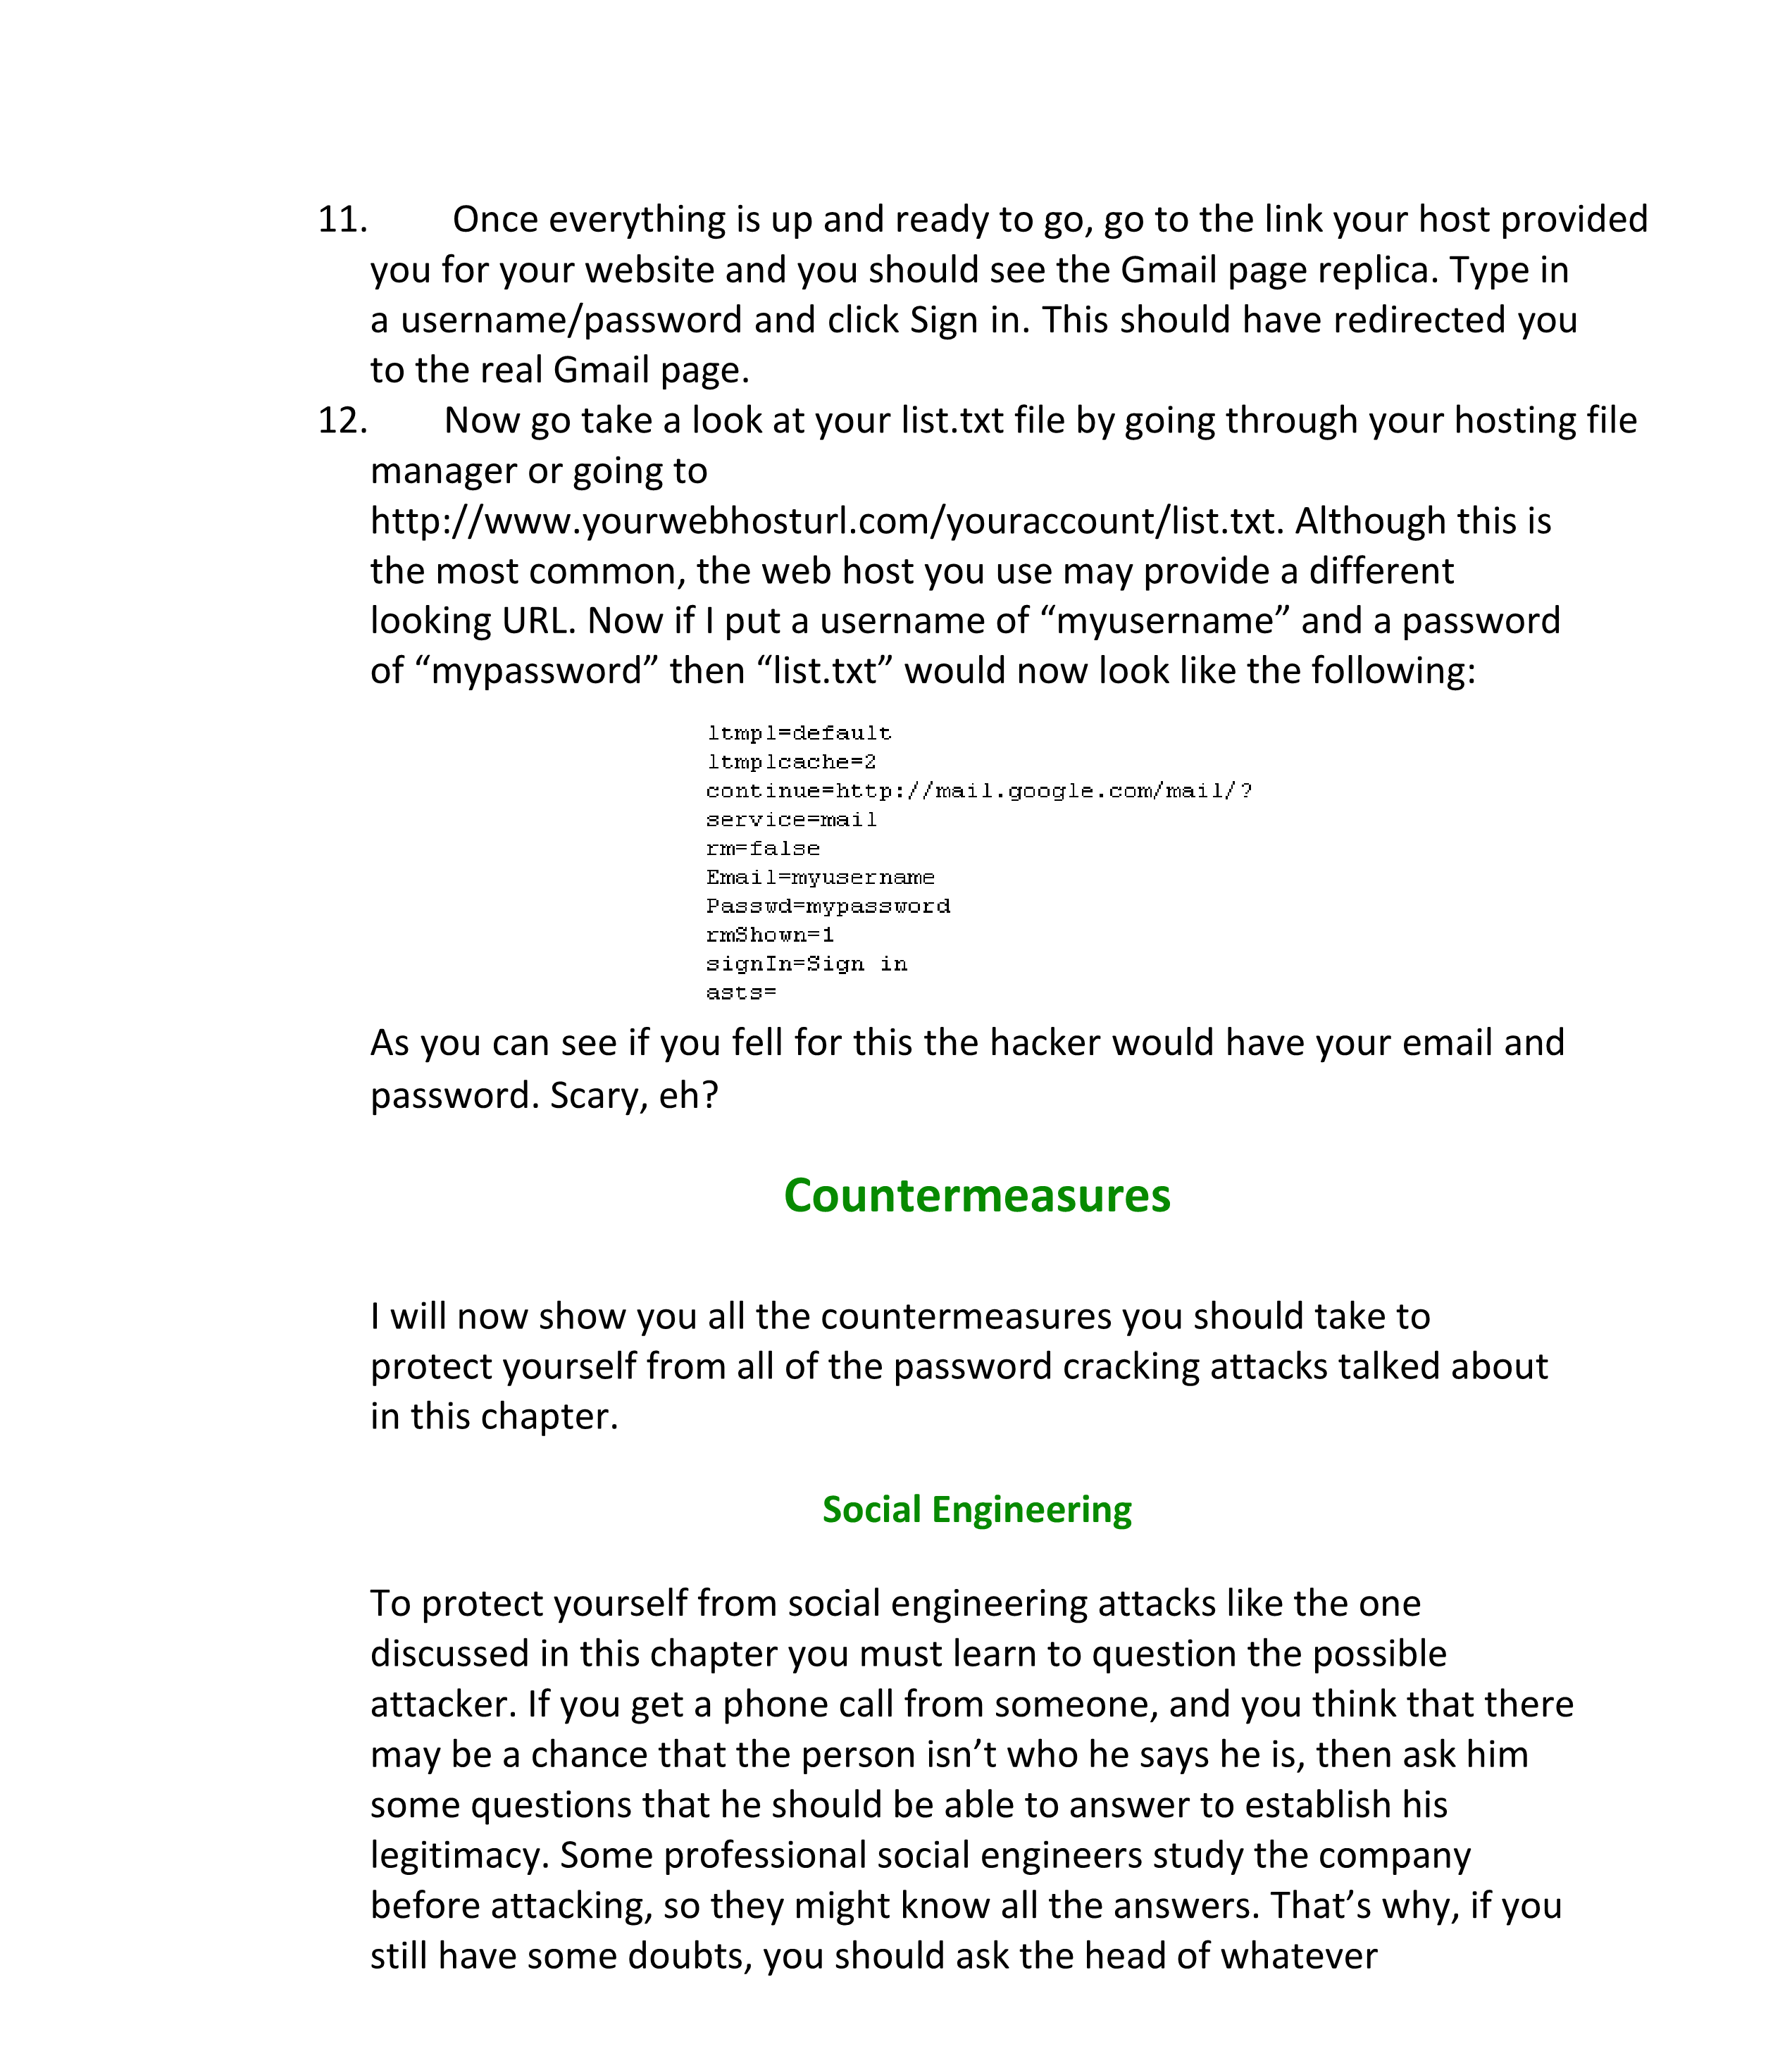 11. Once everything is up and ready to go, go to the link your host provided
you for your website and you should see the Gmail page replica. Type in
a username/password and click Sign in. This should have redirected you
to the real Gmail page.
12. Now go take a look at your list.txt file by going through your hosting file
manager or going to
http://www.yourwebhosturl.com/youraccount/list.txt. Although this is
the most common, the web host you use may provide a different
looking URL. Now if I put a username of “myusername” and a password
of “mypassword” then “list.txt” would now look like the following:
ltmpl=default
ltmplcache=2
continue=http://mail.google.com/mail/?
service=mail
rm=false
Email=myusername
Passwd=mypassword
rmShown=1
signIn=Sign in
asts=
As you can see if you fell for this the hacker would have your email and
password. Scary, eh?
Countermeasures
I will now show you all the countermeasures you should take to
protect yourself from all of the password cracking attacks talked about
in this chapter.
Social Engineering
To protect yourself from social engineering attacks like the one
discussed in this chapter you must learn to question the possible
attacker. If you get a phone call from someone, and you think that there
may be a chance that the person isn’t who he says he is, then ask him
some questions that he should be able to answer to establish his
legitimacy. Some professional social engineers study the company
before attacking, so they might know all the answers. That’s why, if you
still have some doubts, you should ask the head of whatever